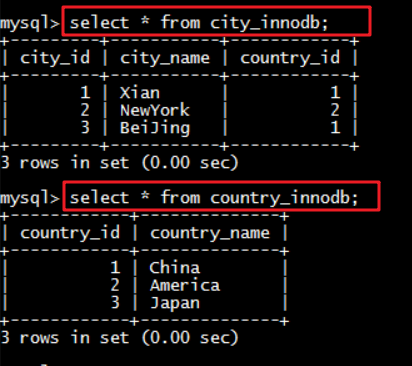 mysql> select * from city_innodb;
+---------+-----------+------------+
| city_id | city_name | country_id |
+---------+-----------+------------+
| 1 | Xian | 1 |
| 2 | NewYork | 2 |
| 3 | BeiJing | 1 |
+---------+-----------+------------+
3 rows in set (0.00 sec)
mysql> select * from country_innodb;
+------------+--------------+
| country_id | country_name |
+------------+--------------+
| 1 | China |
| 2 | America |
| 3 | Japan |
+------------+--------------+
3 rows in set (0.00 sec)